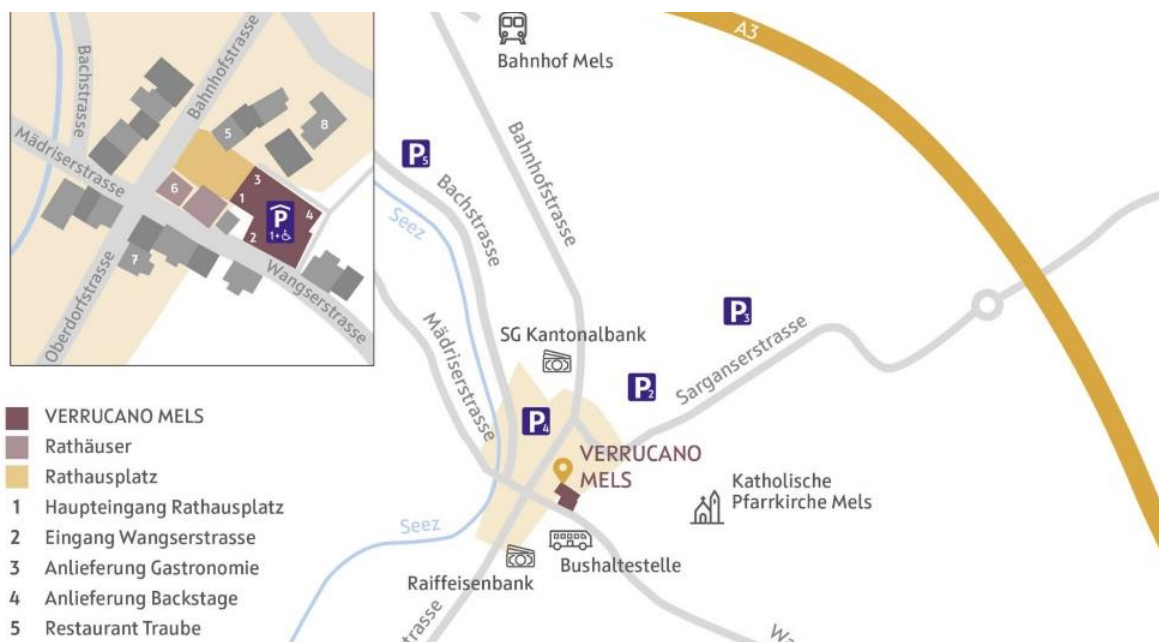 Bachstrasse
Bahnhofstrasse
Mädriserstrasse
5
8
3
6
1
4
P
1+
2
7
Wangserstrasse
Oberdorfstrasse
VERRUCANO MELS
Rathäuser
Rathausplatz
1 Haupteingang Rathausplatz
2 Eingang Wangserstrasse
3 Anlieferung Gastronomie
4 Anlieferung Backstage
5 Restaurant Traube
Bahnhof Mels
A3
P5
Bachstrasse
Bahnhofstrasse
Seez
Mädriserstrasse
SG Kantonalbank
P3
P2
Sarganserstrasse
P4
VERRUCANO
MELS
Katholische
Pfarrkirche Mels
Seez
Raiffeisenbank
Bushaltestelle
strasse
Wa